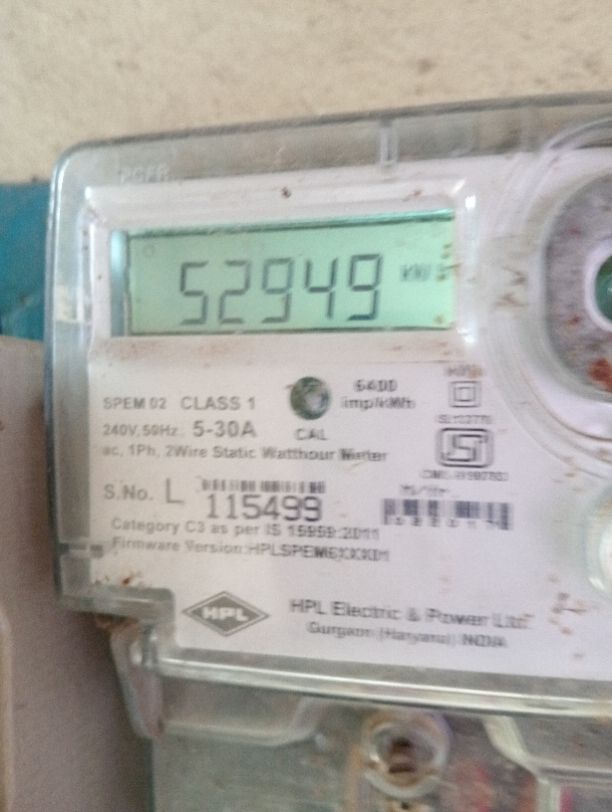 52949
6400
SPEM 02 CLASS 1
imp/kWh
240V, 50Hz, 5-30A
CAL
ac, 1Ph, 2Wire Static Watthour Meter
S.No. L 115499
Category C3 as per IS 15959:2011
HPL
HPL Electric & Power Ltd
Gurgaon (Haryana) INDIA